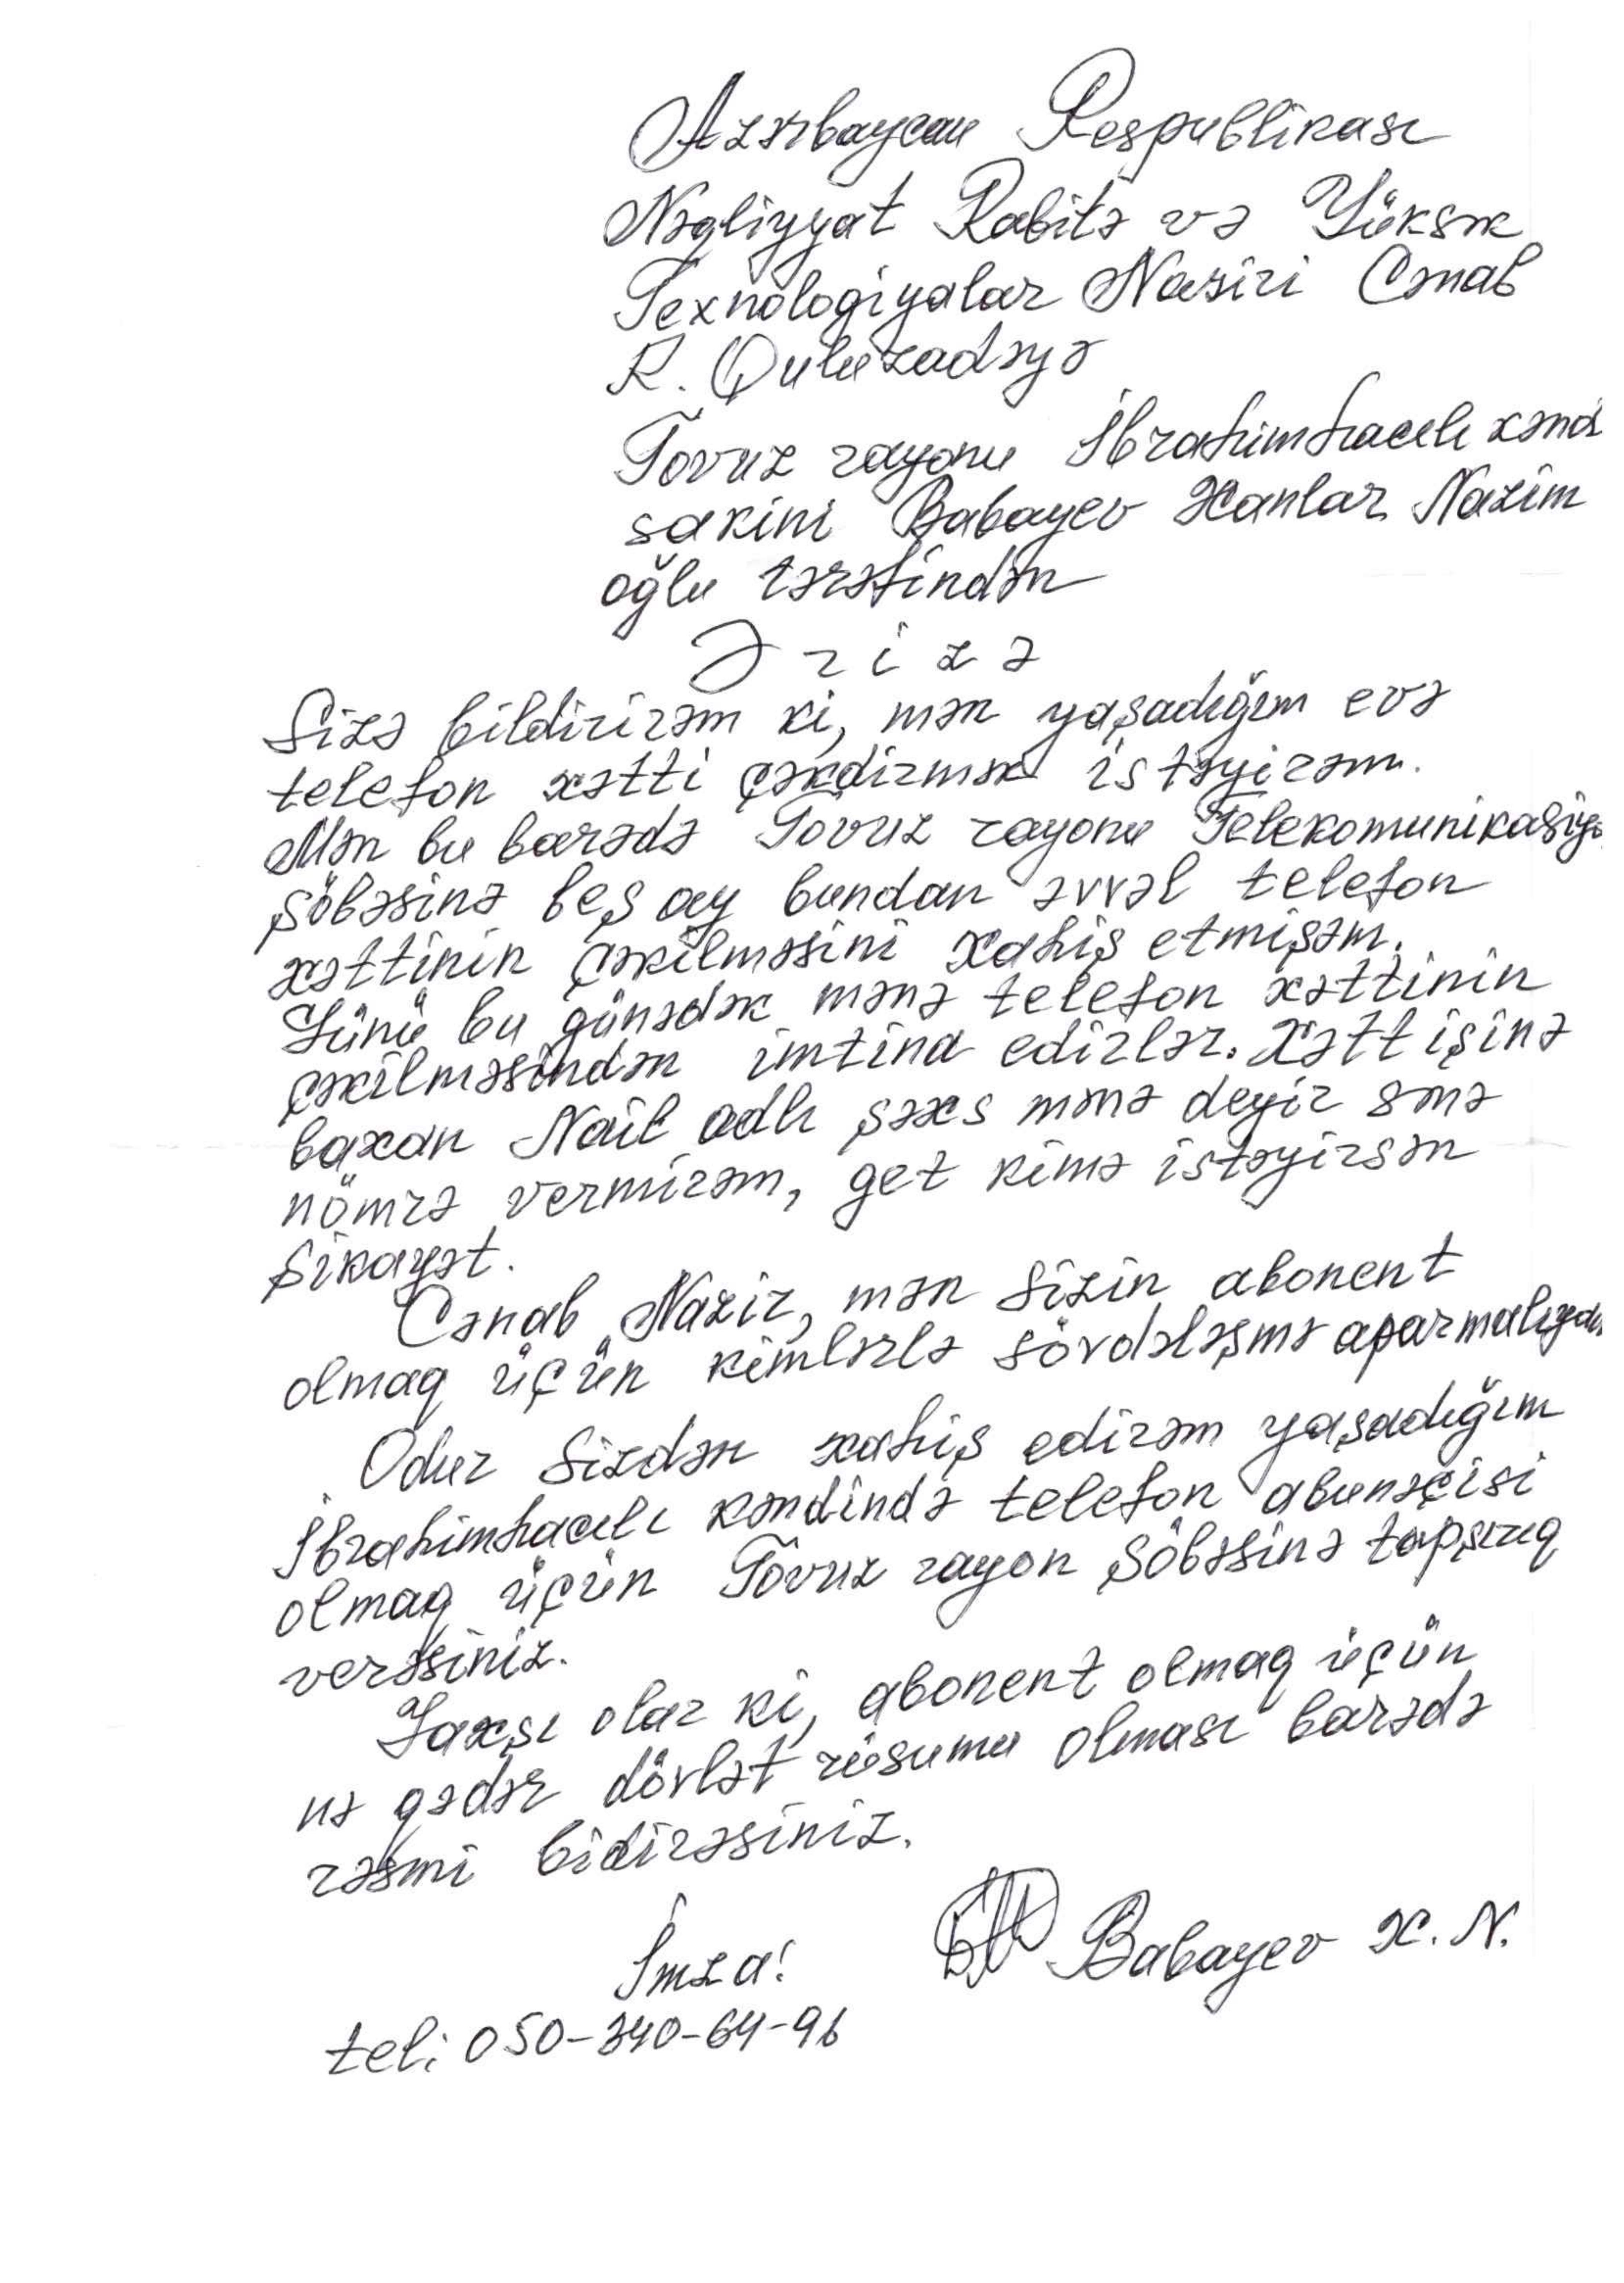 Azərbaycan Respublikası
Nəqliyyat Rabitə və Yüksək
Texnologiyalar Naziri Cənab
R. Quluzadəyə
Tovuz rayonu İbrahimhacılı kənd
sakini Babayev Xanlar Nazim
oğlu tərəfindən
Ə r i z ə
Sizə bildirirəm ki, mən yaşadığım evə
telefon xətti çəkdirmək istəyirəm.
Mən bu barədə Tovuz rayonu Telekomunikasiya
şöbəsinə beş ay bundan əvvəl telefon
xəttinin çəkilməsini xahiş etmişəm.
Günü bu günədək mənə telefon xəttinin
çəkilməsindən imtina edirlər. Xətt işinə
baxan Nail adlı şəxs mənə deyir sənə
nömrə vermirəm, get kimə istəyirsən
şikayət.
Cənab Nazir, mən Sizin abonent
olmaq üçün kimlərlə sövdələşmə aparmalıyda
Odur Sizdən xahiş edirəm yaşadığım
İbrahimhacılı kəndində telefon abunəçisi
olmaq üçün Tovuz rayon Şöbəsinə tapşırıq
verəsiniz.
Yaxşı olar ki, abonent olmaq üçün
nə qədər dövlət rüsumu olması barədə
rəsmi bidirəsiniz.
İmza: Babayev X. N.
tel: 050-340-64-96